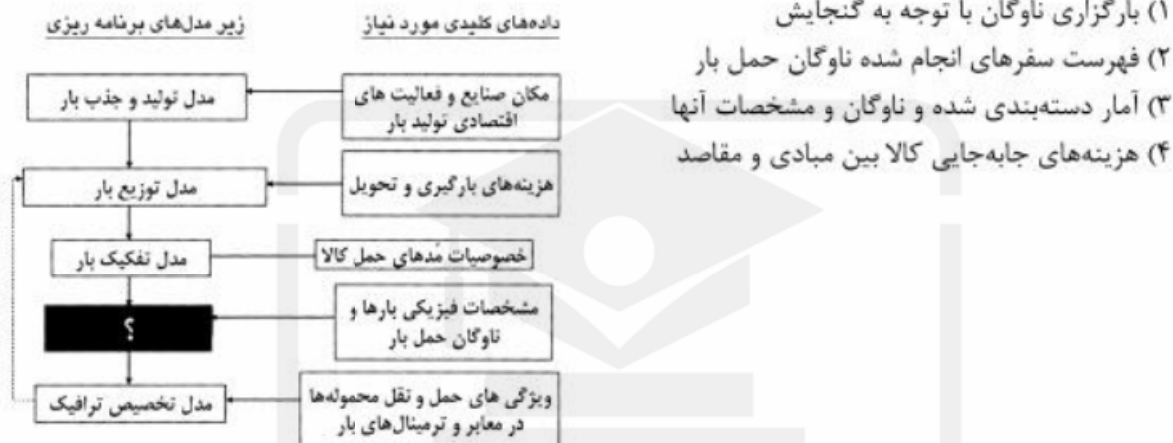 ۱) بارگزاری ناوگان با توجه به گنجایش
۲) فهرست سفرهای انجام شده ناوگان حمل بار
۳) آمار دسته‌بندی شده و ناوگان و مشخصات آنها
۴) هزینه‌های جابه‌جایی کالا بین مبادی و مقاصد
داده‌های کلیدی مورد نیاز
زیر مدل‌های برنامه ریزی
مکان صنایع و فعالیت های
اقتصادی تولید بار
مدل تولید و جذب بار
هزینه‌های بارگیری و تحویل
مدل توزیع بار
خصوصیات مُدهای حمل کالا
مدل تفکیک بار
مشخصات فیزیکی بارها و
ناوگان حمل بار
؟
ویژگی های حمل و نقل محموله‌ها
در معابر و ترمینال‌های بار
مدل تخصیص ترافیک